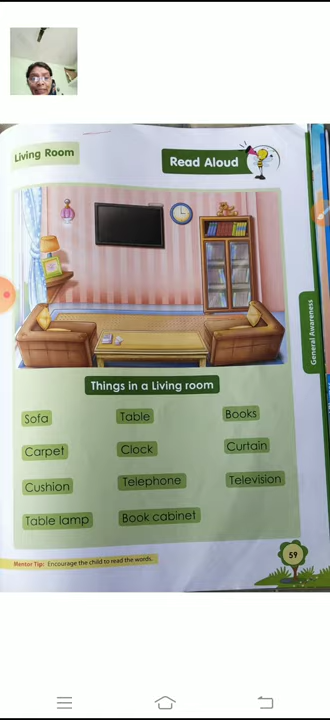 Living Room
Read Aloud
General Awareness
Things in a Living room
Sofa Table Books
Carpet Clock Curtain
Cushion Telephone Television
Table lamp Book cabinet
Mentor Tip: Encourage the child to read the words.
59